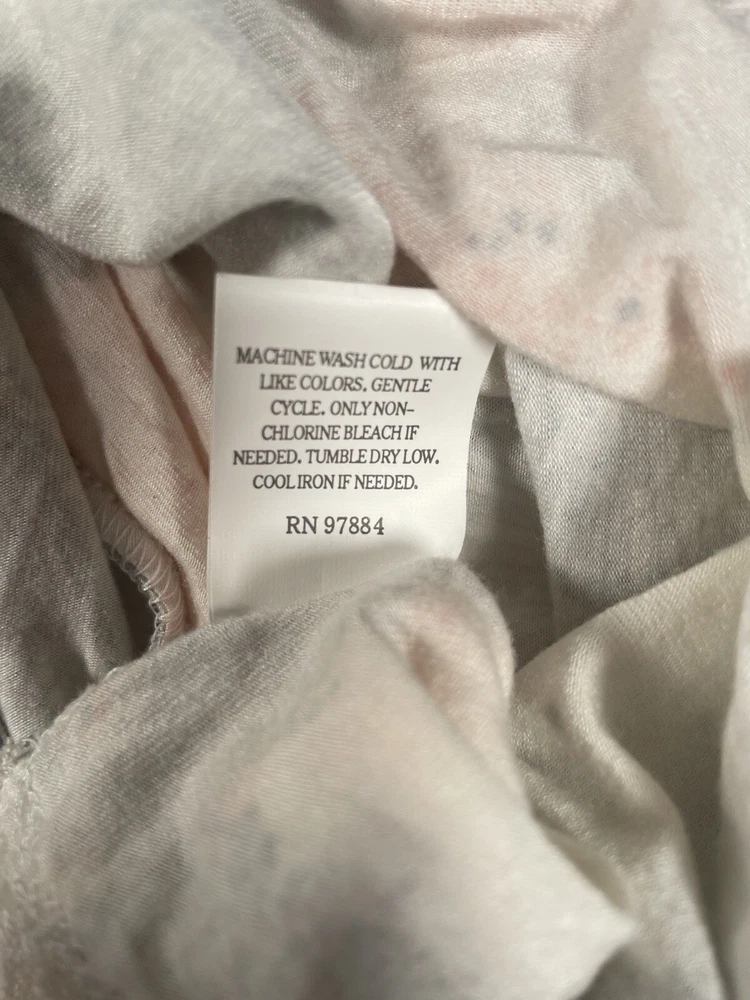 MACHINE WASH COLD WITH
LIKE COLORS. GENTLE
CYCLE. ONLY NON-
CHLORINE BLEACH IF
NEEDED. TUMBLE DRY LOW.
COOL IRON IF NEEDED.
RN 97884